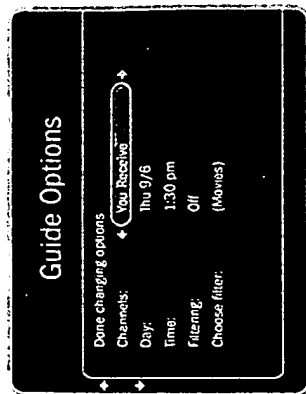 Guide Options
Done changing options
Channels: You Receive
Day: Thu 9/6
Time: 1:30 pm
Filtering: Off
Choose filter: (Movies)